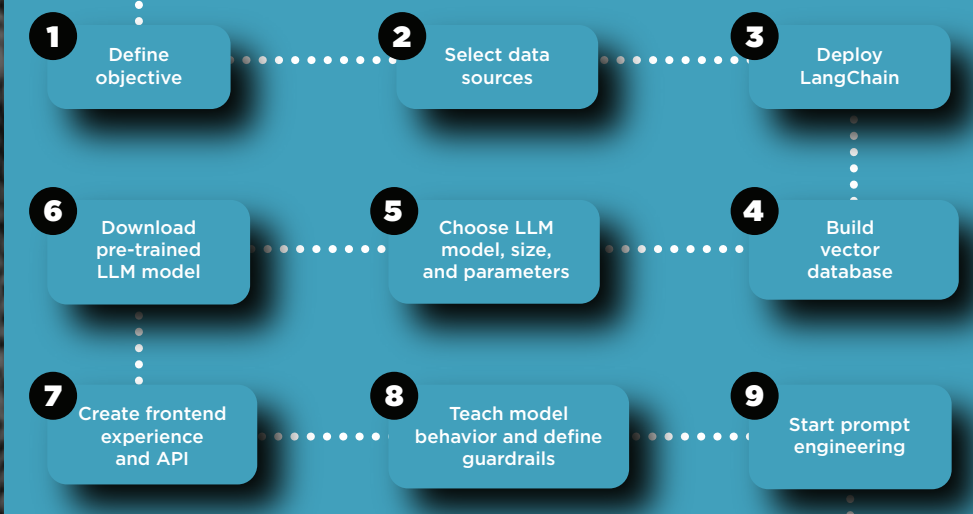 1
Define
objective
2
Select data
sources
3
Deploy
LangChain
4
Build
vector
database
5
Choose LLM
model, size,
and parameters
6
Download
pre-trained
LLM model
7
Create frontend
experience
and API
8
Teach model
behavior and define
guardrails
9
Start prompt
engineering